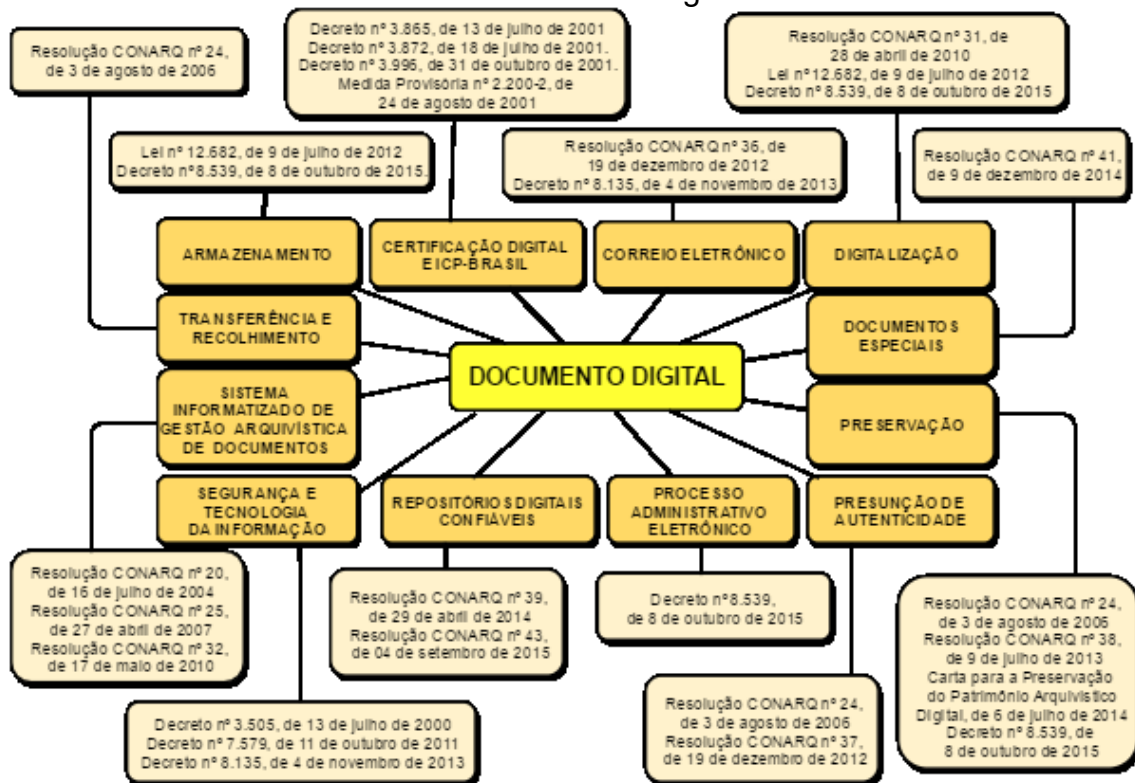 Resolução CONARQ nº 24,
de 3 de agosto de 2006
Decreto nº 3.865, de 13 de julho de 2001
Decreto nº 3.872, de 18 de julho de 2001.
Decreto nº 3.996, de 31 outubro de 2001.
Medida Provisória nº 2.200-2, de
24 de agosto de 2001
Resolução CONARQ nº 31, de
28 de abril de 2010
Lei nº 12.682, de 9 de julho de 2012
Decreto nº 8.539, de 8 de outubro de 2015
Lei nº 12.682, de 9 de julho de 2012
Decreto nº 8.539, de 8 de outubro de 2015.
Resolução CONARQ nº 36, de
19 de dezembro de 2012
Decreto nº 8.135, de 4 de novembro de 2013
Resolução CONARQ nº 41,
de 9 de dezembro de 2014
ARMAZENAMENTO
CERTIFICAÇÃO DIGITAL
E ICP-BRASIL
CORREIO ELETRÔNICO
DIGITALIZAÇÃO
TRANSFERÊNCIA E
RECOLHIMENTO
DOCUMENTOS
ESPECIAIS
DOCUMENTO DIGITAL
SISTEMA
INFORMATIZADO DE
GESTÃO ARQUIVÍSTICA
DE DOCUMENTOS
PRESERVAÇÃO
SEGURANÇA E
TECNOLOGIA
DA INFORMAÇÃO
REPOSITÓRIOS DIGITAIS
CONFIÁVEIS
PROCESSO
ADMINISTRATIVO
ELETRÔNICO
PRESUNÇÃO DE
AUTENTICIDADE
Resolução CONARQ nº 20,
de 16 de julho de 2004
Resolução CONARQ nº 25,
de 27 de abril de 2007
Resolução CONARQ nº 32,
de 17 de maio de 2010
Resolução CONARQ nº 39,
de 29 de abril de 2014
Resolução CONARQ nº 43,
de 04 de setembro de 2015
Decreto nº 8.539,
de 8 de outubro de 2015
Resolução CONARQ nº 24,
de 3 de agosto de 2006
Resolução CONARQ nº 38,
de 9 de julho de 2013
Carta para a Preservação
do Patrimônio Arquivístico
Digital, de 6 de julho de 2014
Decreto nº 8.539, de
8 de outubro de 2015
Decreto nº 3.505, de 13 de julho de 2000
Decreto nº 7.579, de 11 de outubro de 2011
Decreto nº 8.135, de 4 de novembro de 2013
Resolução CONARQ nº 24,
de 3 de agosto de 2006
Resolução CONARQ nº 37,
de 19 de dezembro de 2012